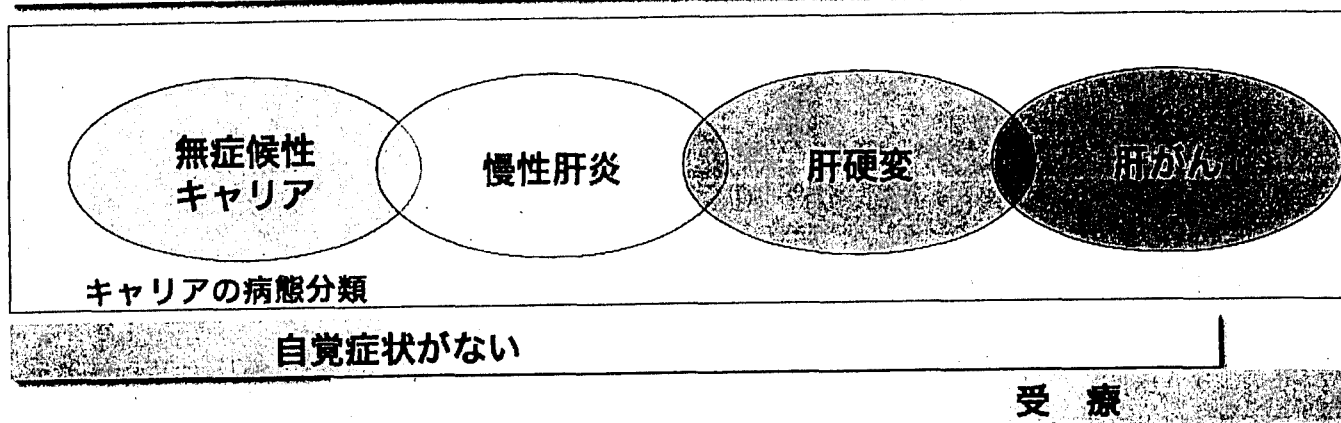 無症候性
キャリア
慢性肝炎
肝硬変
肝がん
キャリアの病態分類
自覚症状がない
受 療